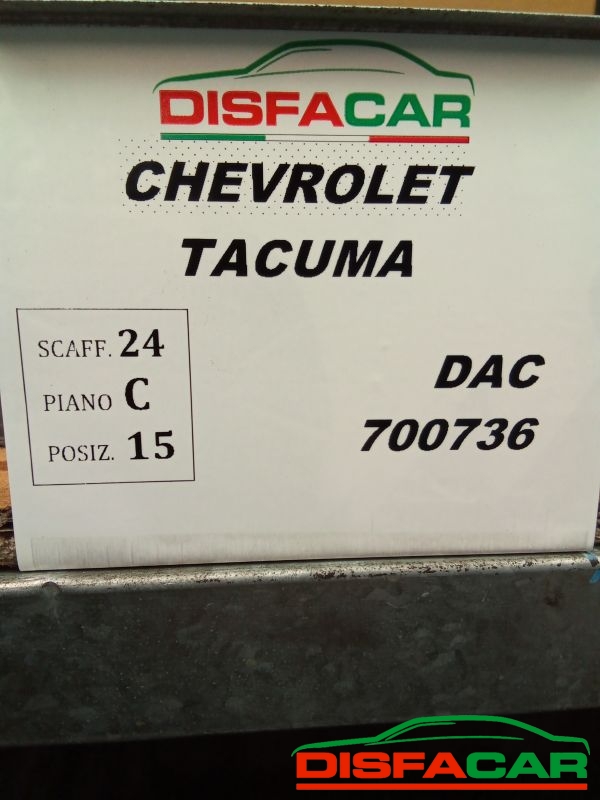 DISFACAR
CHEVROLET
TACUMA
SCAFF. 24
PIANO C
POSIZ. 15
DAC
700736
DISFACAR